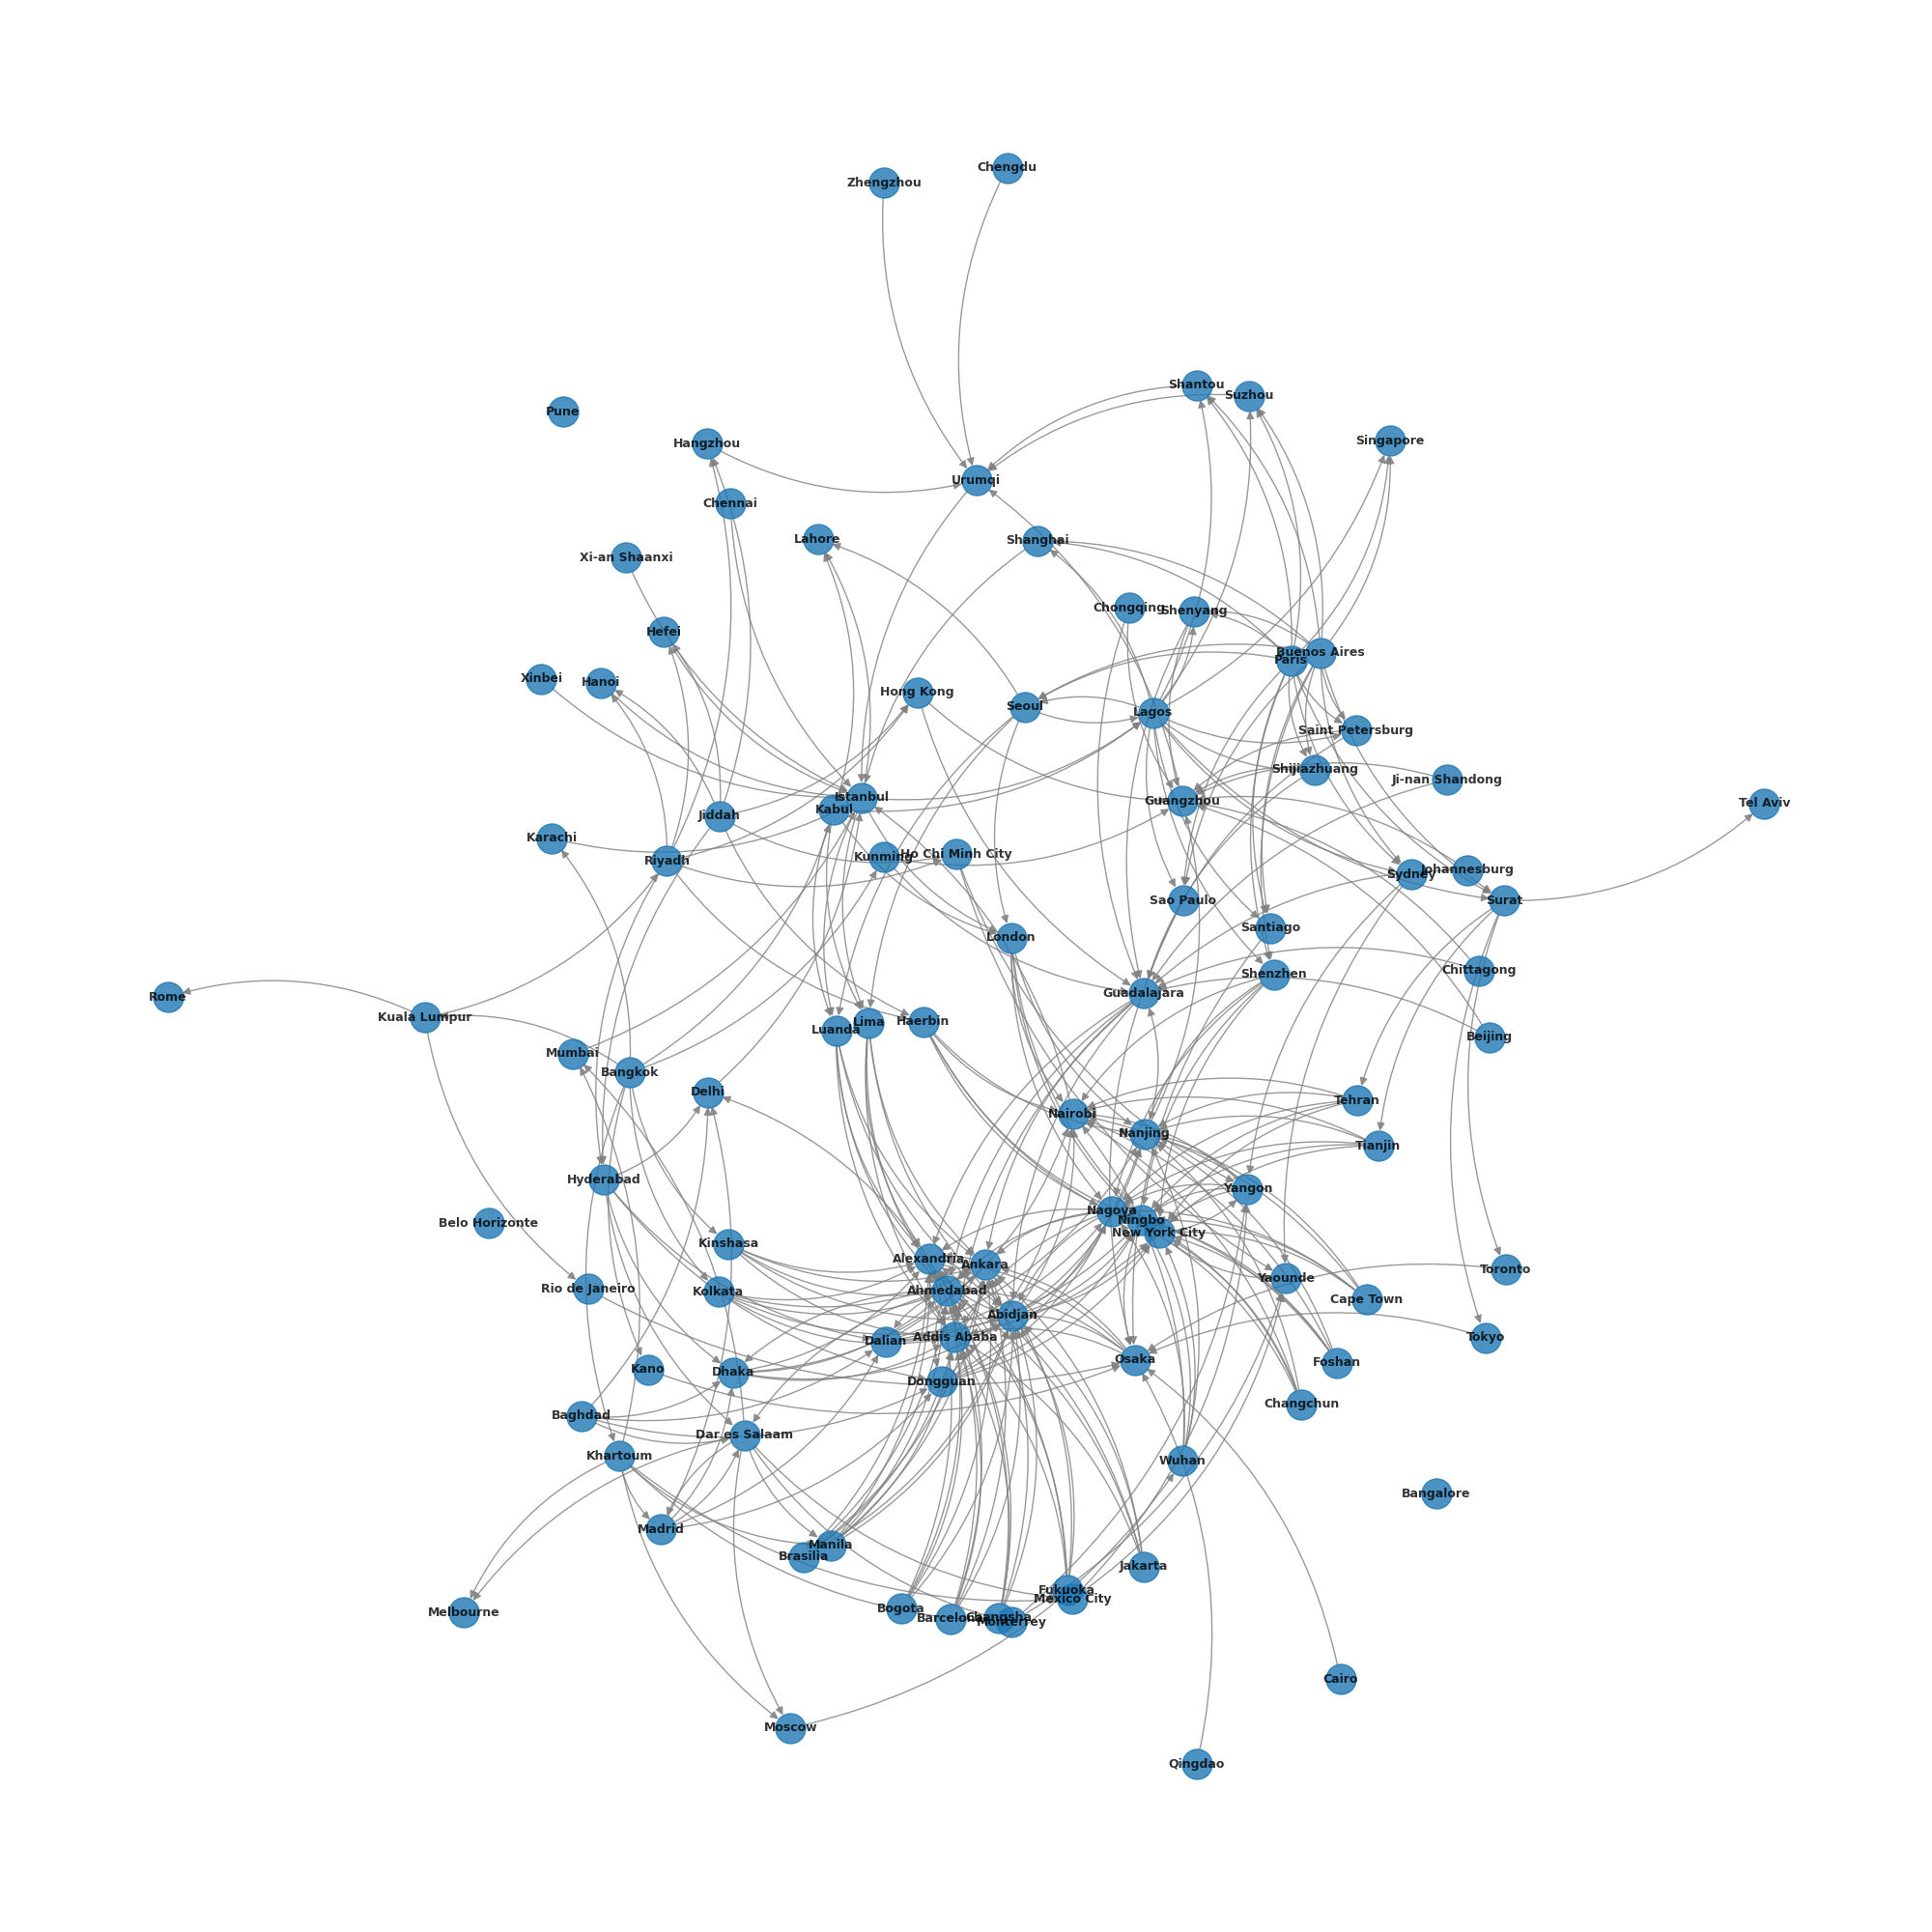 Chengdu
Zhengzhou
Shantou
Suzhou
Pune
Singapore
Hangzhou
Urumqi
Chennai
Lahore
Shanghai
Xi-an Shaanxi
Chongqing
Shenyang
Hefei
Buenos Aires
Paris
Xinbei
Hanoi
Hong Kong
Seoul
Lagos
Saint Petersburg
Shijiazhuang
Ji-nan Shandong
Istanbul
Guangzhou
Tel Aviv
Kabul
Jiddah
Karachi
Kunming
Ho Chi Minh City
Riyadh
Johannesburg
Sydney
Sao Paulo
Surat
Santiago
London
Chittagong
Shenzhen
Guadalajara
Rome
Kuala Lumpur
Lima
Haerbin
Luanda
Beijing
Mumbai
Bangkok
Delhi
Tehran
Nairobi
Nanjing
Tianjin
Hyderabad
Yangon
Nagoya
Ningbo
Belo Horizonte
New York City
Kinshasa
Alexandria
Ankara
Toronto
Yaounde
Rio de Janeiro
Kolkata
Ahmedabad
Cape Town
Abidjan
Addis Ababa
Tokyo
Dalian
Osaka
Foshan
Kano
Dhaka
Dongguan
Changchun
Baghdad
Dar es Salaam
Khartoum
Wuhan
Bangalore
Madrid
Manila
Brasilia
Jakarta
Fukuoka
Mexico City
Bogota
Melbourne
Barcelona
Changsha
Monterrey
Cairo
Moscow
Qingdao